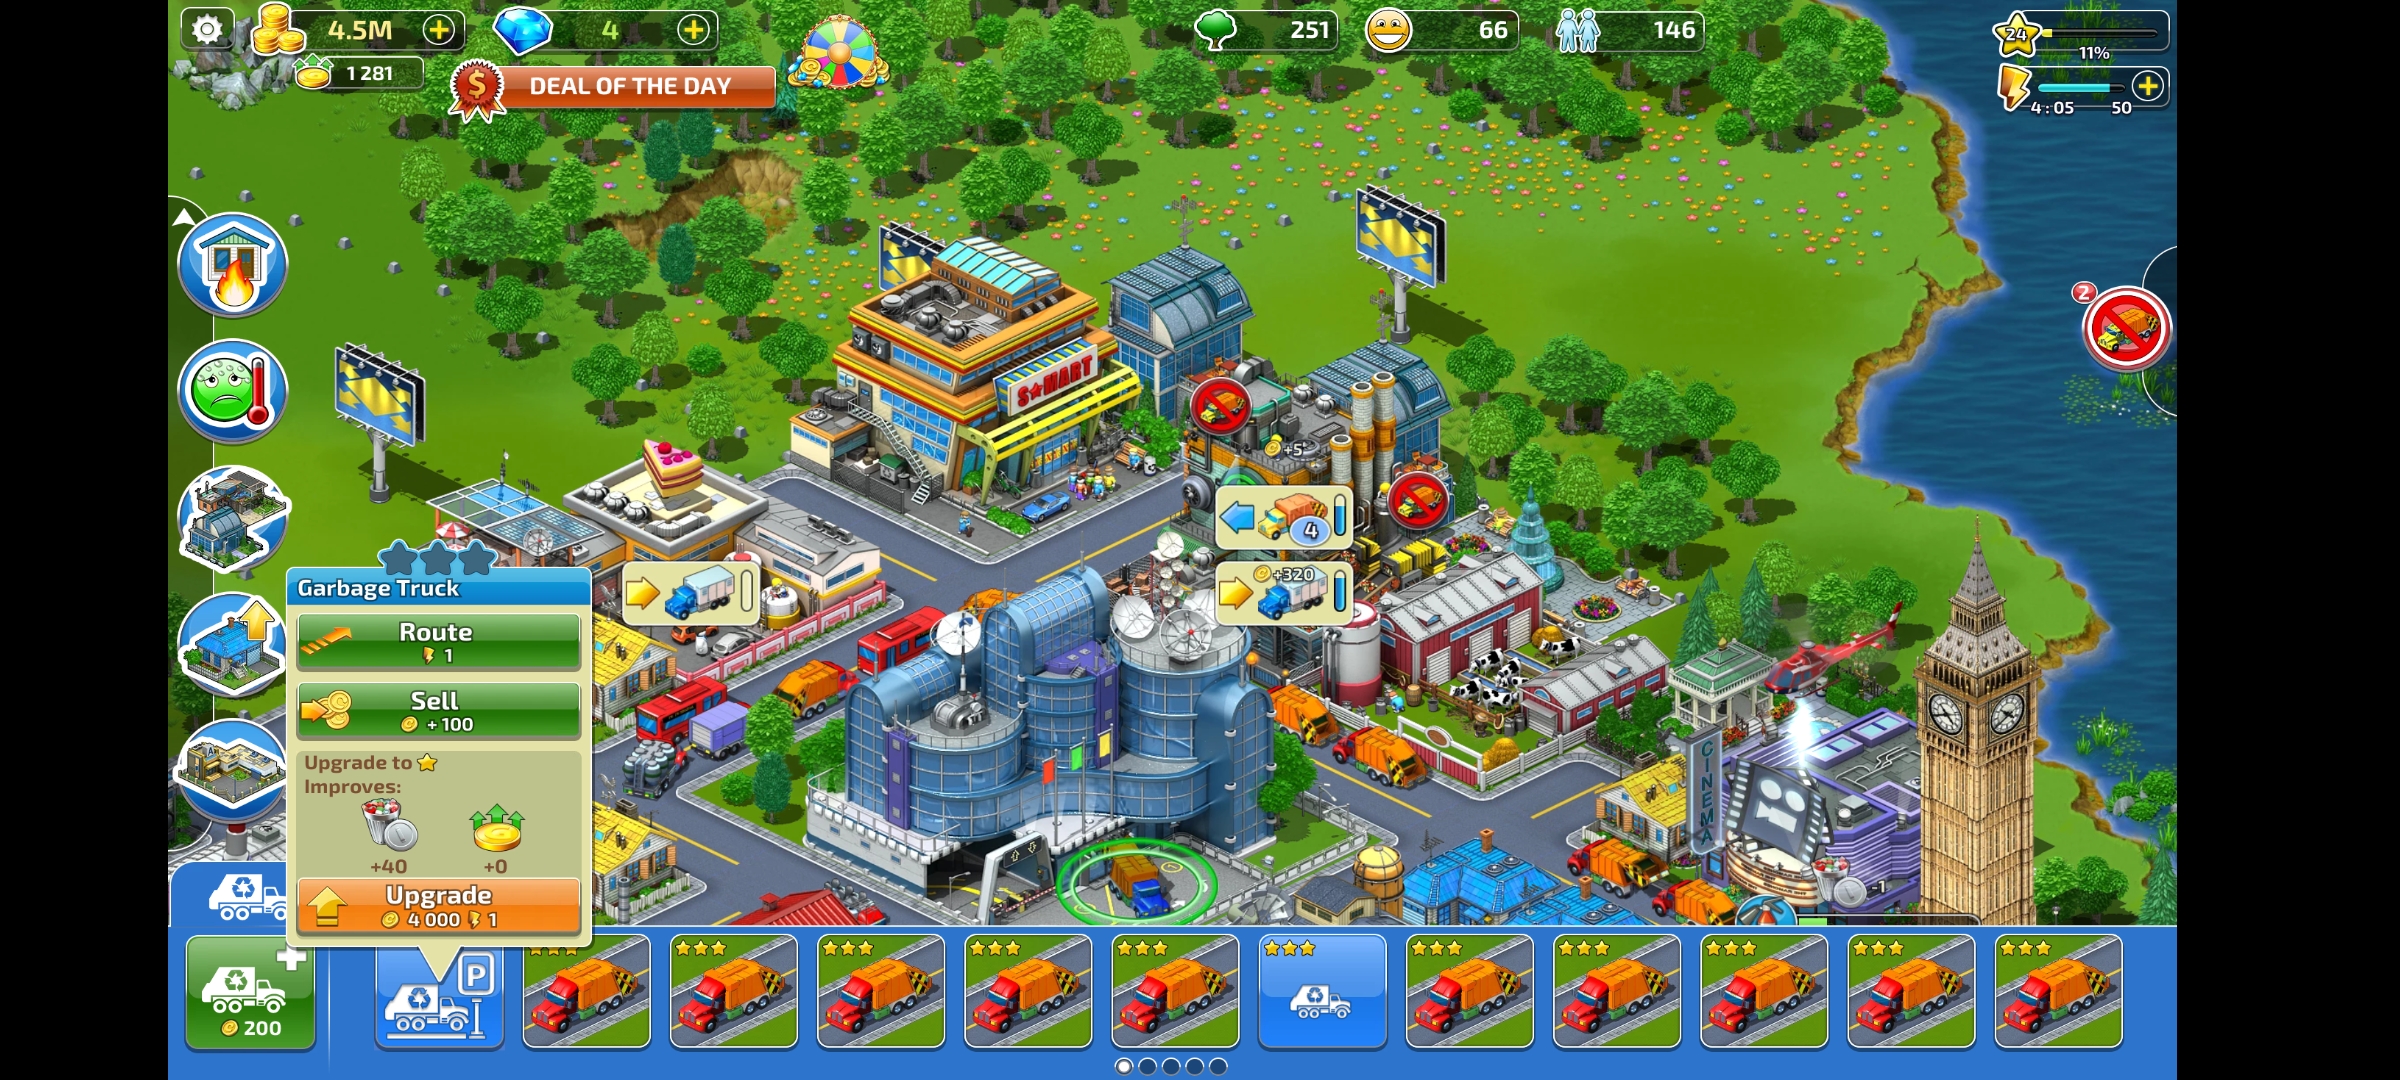 4.5M
4
251
66
146
24
11%
1 281
DEAL OF THE DAY
4:05
50
2
S★MART
+5
4
+320
Garbage Truck
Route
1
Sell
+100
Upgrade to
Improves:
+40
+0
Upgrade
4 000
1
CINEMA
-1
P
200